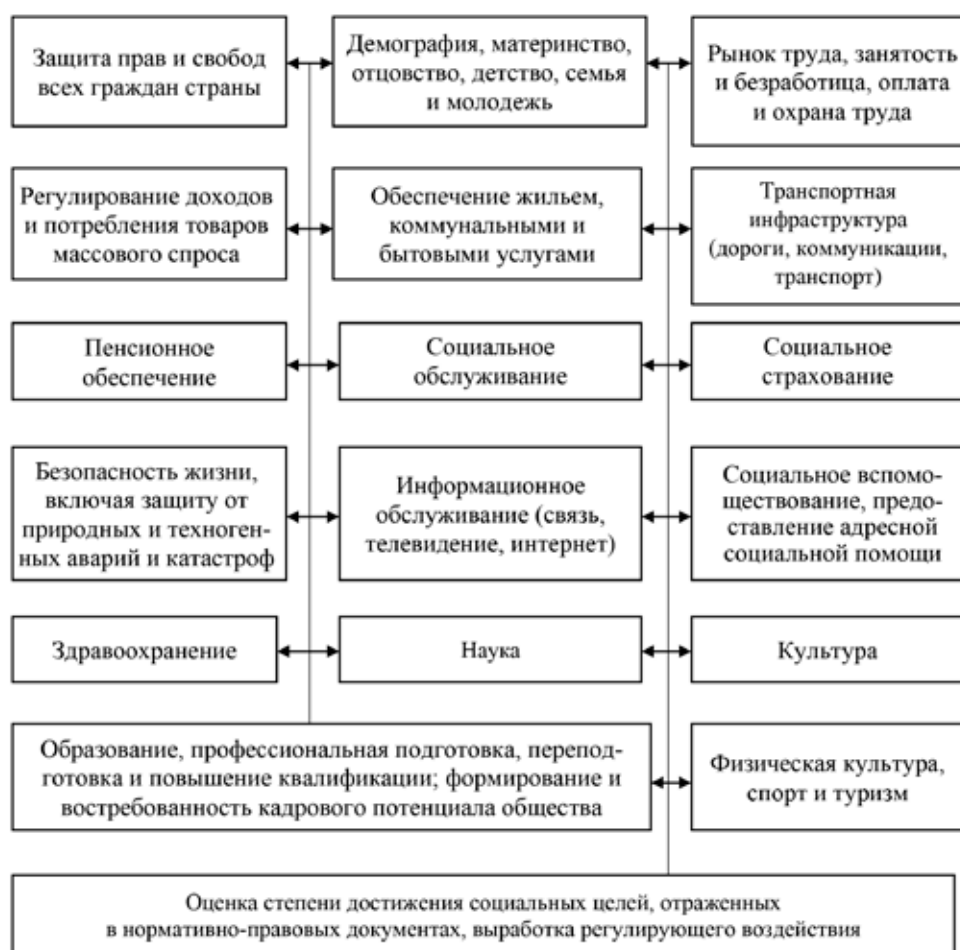 Защита прав и свобод
всех граждан страны
Демография, материнство,
отцовство, детство, семья
и молодежь
Рынок труда, занятость
и безработица, оплата
и охрана труда
Регулирование доходов
и потребления товаров
массового спроса
Обеспечение жильем,
коммунальными и
бытовыми услугами
Транспортная
инфраструктура
(дороги, коммуникации,
транспорт)
Пенсионное
обеспечение
Социальное
обслуживание
Социальное
страхование
Безопасность жизни,
включая защиту от
природных и техноген-
ных аварий и катастроф
Информационное
обслуживание (связь,
телевидение, интернет)
Социальное вспомо-
ществование, предо-
ставление адресной
социальной помощи
Здравоохранение
Наука
Культура
Образование, профессиональная подготовка, перепод-
готовка и повышение квалификации; формирование и
востребованность кадрового потенциала общества
Физическая культура,
спорт и туризм
Оценка степени достижения социальных целей, отраженных
в нормативно-правовых документах, выработка регулирующего воздействия